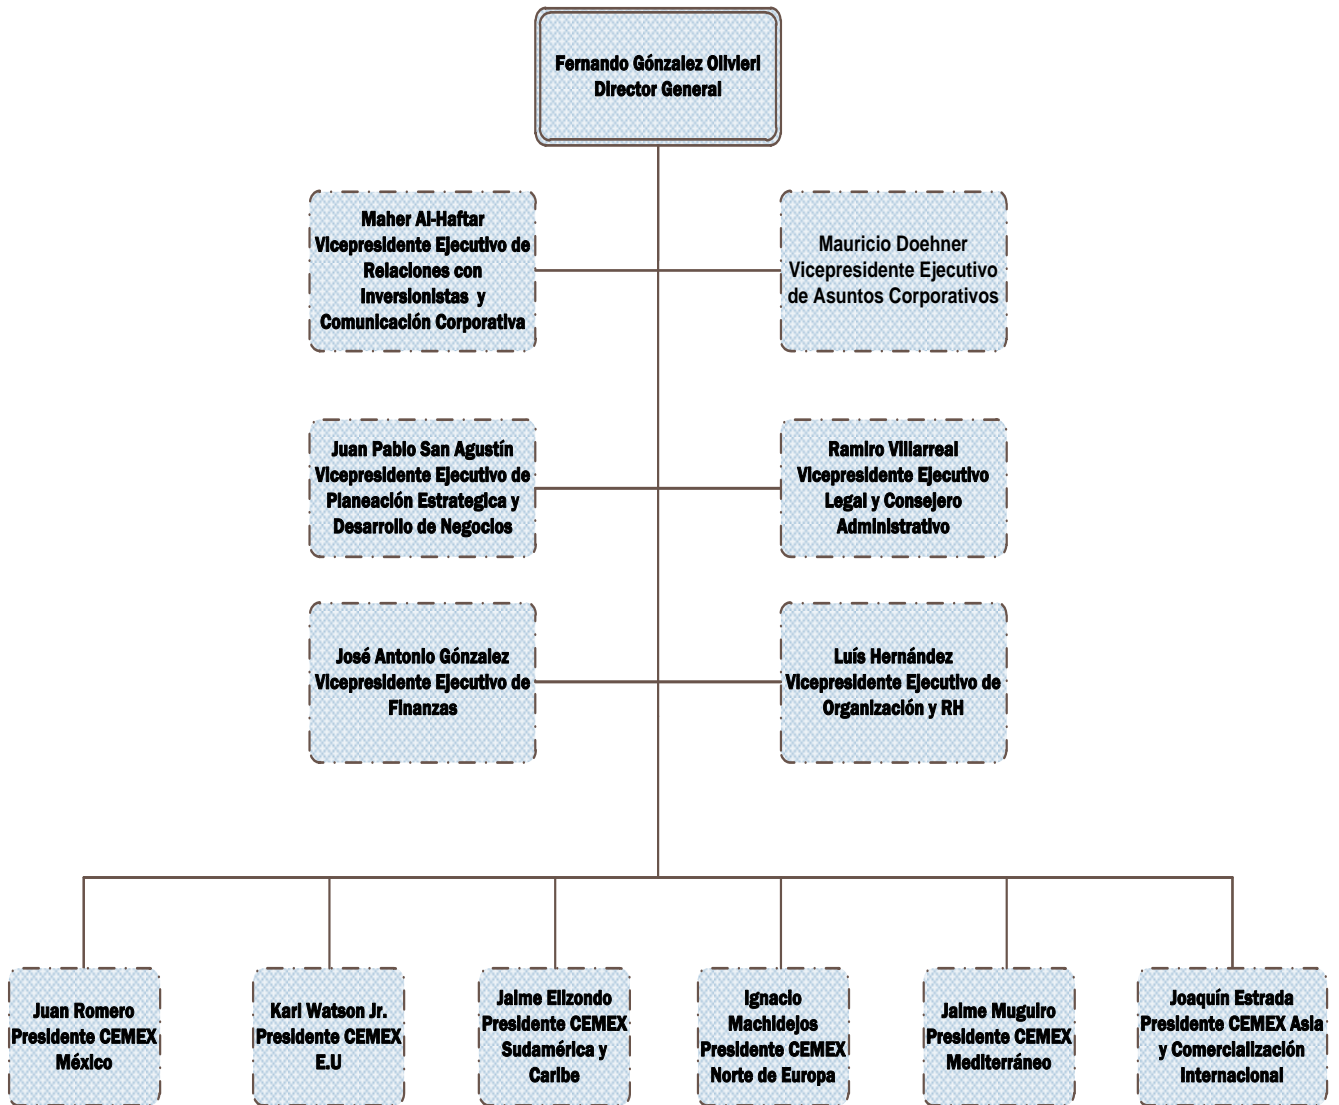 Fernando Gónzalez Olivieri
Director General
Maher Al-Haftar
Vicepresidente Ejecutivo de
Relaciones con
Inversionistas y
Comunicación Corporativa
Mauricio Doehner
Vicepresidente Ejecutivo
de Asuntos Corporativos
Juan Pablo San Agustín
Vicepresidente Ejecutivo de
Planeación Estrategica y
Desarrollo de Negocios
Ramiro Villarreal
Vicepresidente Ejecutivo
Legal y Consejero
Administrativo
José Antonio Gónzalez
Vicepresidente Ejecutivo de
Finanzas
Luís Hernández
Vicepresidente Ejecutivo de
Organización y RH
Juan Romero
Presidente CEMEX
México
Karl Watson Jr.
Presidente CEMEX
E.U
Jaime Elizondo
Presidente CEMEX
Sudamérica y
Caribe
Ignacio
Machidejos
Presidente CEMEX
Norte de Europa
Jaime Muguiro
Presidente CEMEX
Mediterráneo
Joaquín Estrada
Presidente CEMEX Asia
y Comercialización
Internacional